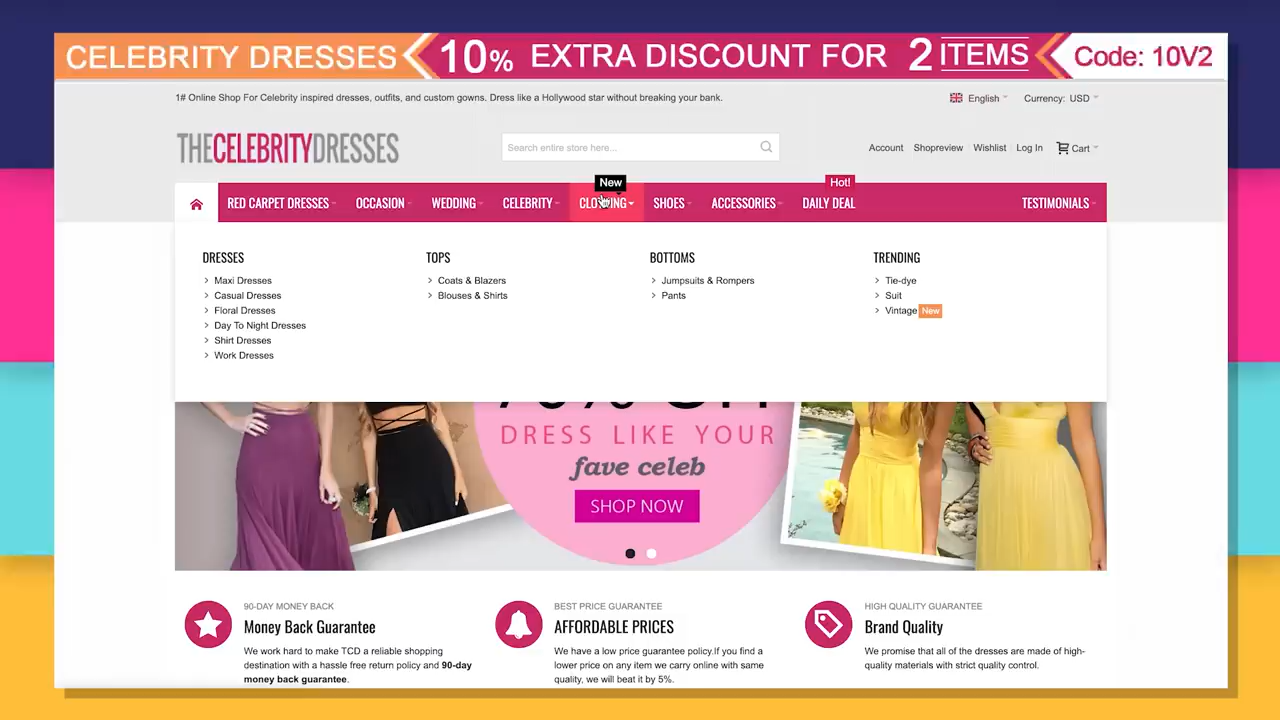 CELEBRITY DRESSES 10% EXTRA DISCOUNT FOR 2 ITEMS Code: 10V2
1# Online Shop For Celebrity inspired dresses, outfits, and custom gowns. Dress like a Hollywood star without breaking your bank.
English Currency: USD
THECELEBRITYDRESSES
Search entire store here...
Account Shopreview Wishlist Log In Cart
New Hot!
RED CARPET DRESSES OCCASION WEDDING CELEBRITY CLOTHING SHOES ACCESSORIES DAILY DEAL TESTIMONIALS
DRESSES
Maxi Dresses
Casual Dresses
Floral Dresses
Day To Night Dresses
Shirt Dresses
Work Dresses
TOPS
Coats & Blazers
Blouses & Shirts
BOTTOMS
Jumpsuits & Rompers
Pants
TRENDING
Tie-dye
Suit
Vintage New
DRESS LIKE YOUR
fave celeb
SHOP NOW
90-DAY MONEY BACK
Money Back Guarantee
We work hard to make TCD a reliable shopping
destination with a hassle free return policy and 90-day
money back guarantee.
BEST PRICE GUARANTEE
AFFORDABLE PRICES
We have a low price guarantee policy.If you find a
lower price on any item we carry online with same
quality, we will beat it by 5%.
HIGH QUALITY GUARANTEE
Brand Quality
We promise that all of the dresses are made of high-
quality materials with strict quality control.